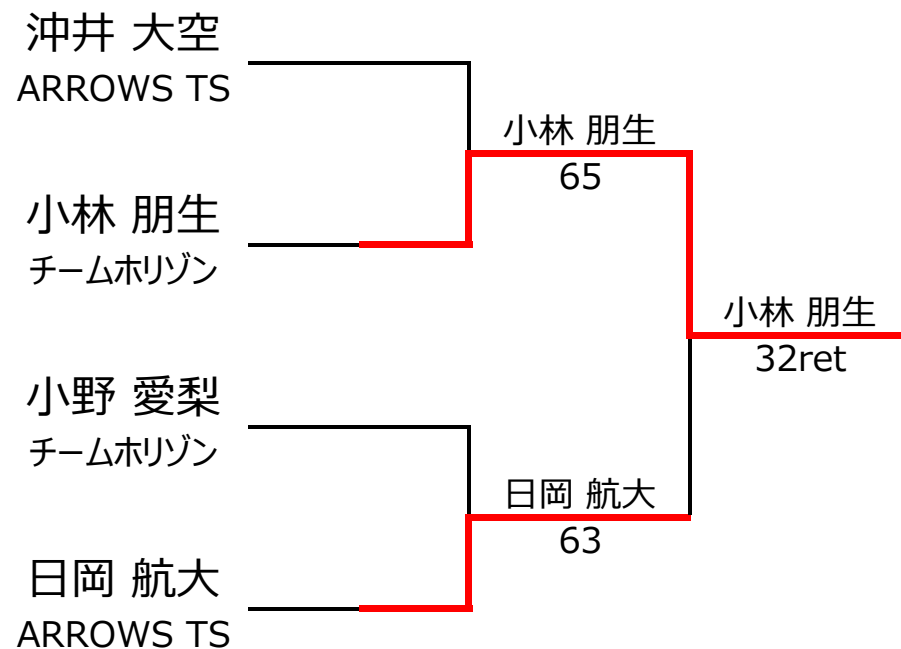 沖井 大空
ARROWS TS
小林 朋生
65
小林 朋生
チームホリゾン
小林 朋生
32ret
小野 愛梨
チームホリゾン
日岡 航大
63
日岡 航大
ARROWS TS